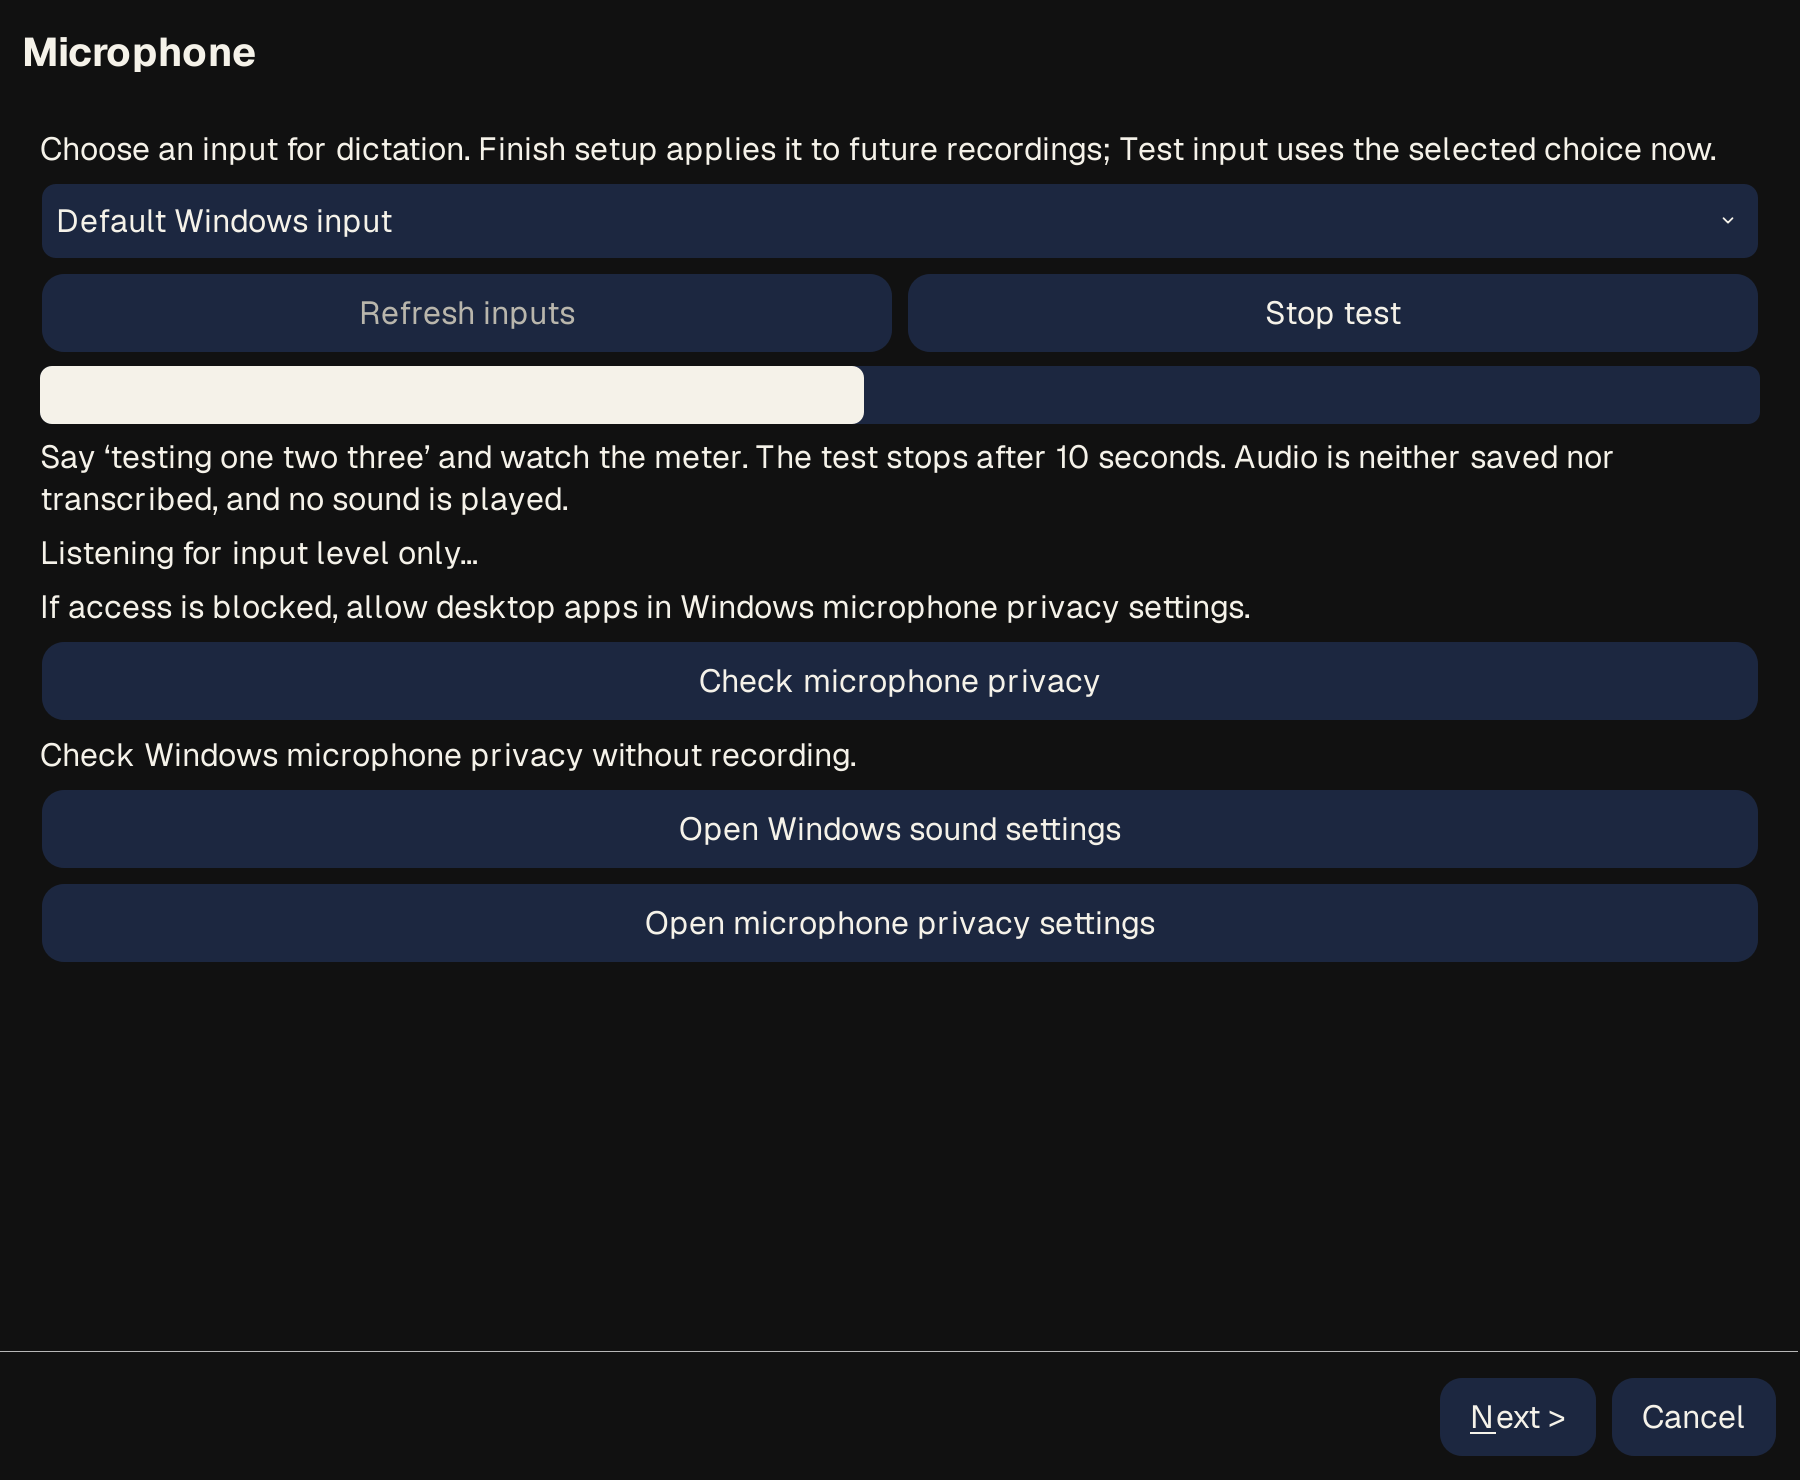 Microphone
Choose an input for dictation. Finish setup applies it to future recordings; Test input uses the selected choice now.
Default Windows input
Refresh inputs
Stop test
Say ‘testing one two three’ and watch the meter. The test stops after 10 seconds. Audio is neither saved nor
transcribed, and no sound is played.
Listening for input level only…
If access is blocked, allow desktop apps in Windows microphone privacy settings.
Check microphone privacy
Check Windows microphone privacy without recording.
Open Windows sound settings
Open microphone privacy settings
Next >
Cancel